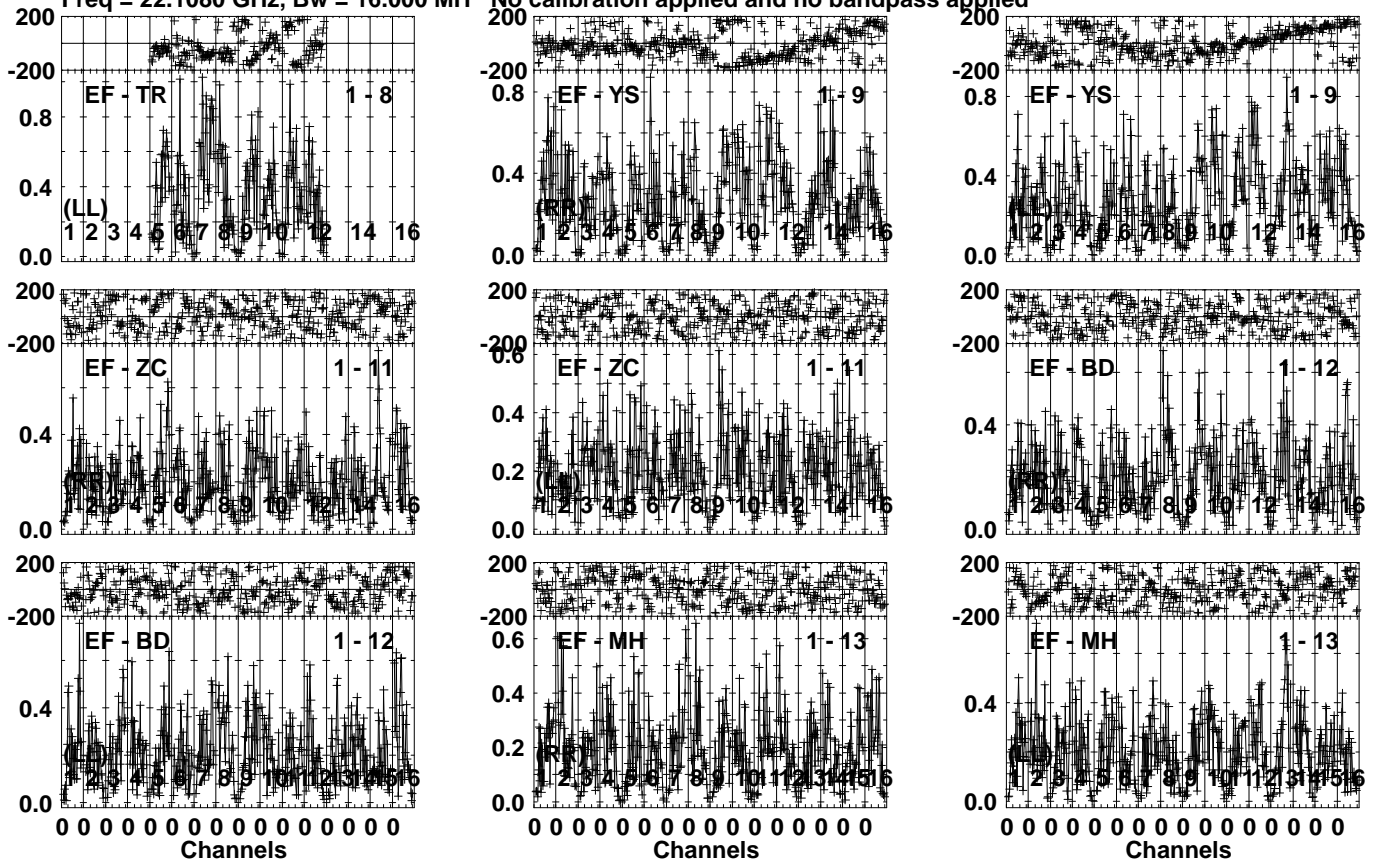 Freq = 22.1080 GHz, Bw = 16.000 MH No calibration applied and no bandpass applied
200
-200
EF - TR 1 - 8
0.8
0.4
(LL)
1 2 3 4 5 6 7 8 9 10 12 14 16
0.0
200
-200
EF - YS 1 - 9
0.8
0.4
(RR)
1 2 3 4 5 6 7 8 9 10 12 14 16
0.0
200
-200
EF - YS 1 - 9
0.8
0.4
(LL)
1 2 3 4 5 6 7 8 9 10 12 14 16
0.0
200
-200
EF - ZC 1 - 11
0.4
(RR)
1 2 3 4 5 6 7 8 9 10 12 14 16
0.0
200
-200
0.6
EF - ZC 1 - 11
0.4
0.2
(LL)
1 2 3 4 5 6 7 8 9 10 12 14 16
0.0
200
-200
EF - BD 1 - 12
0.4
(RR)
1 2 3 4 5 6 7 8 9 10 12 14 16
0.0
200
-200
EF - BD 1 - 12
0.4
(LL)
1 2 3 4 5 6 7 8 9 10 11 12 13 14 15 16
0.0
0 0 0 0 0 0 0 0 0 0 0 0 0 0 0 0
Channels
200
-200
0.6
EF - MH 1 - 13
0.4
0.2
(RR)
1 2 3 4 5 6 7 8 9 10 11 12 13 14 15 16
0.0
0 0 0 0 0 0 0 0 0 0 0 0 0 0 0 0
Channels
200
-200
EF - MH 1 - 13
0.4
(LL)
1 2 3 4 5 6 7 8 9 10 11 12 13 14 15 16
0.0
0 0 0 0 0 0 0 0 0 0 0 0 0 0 0 0
Channels